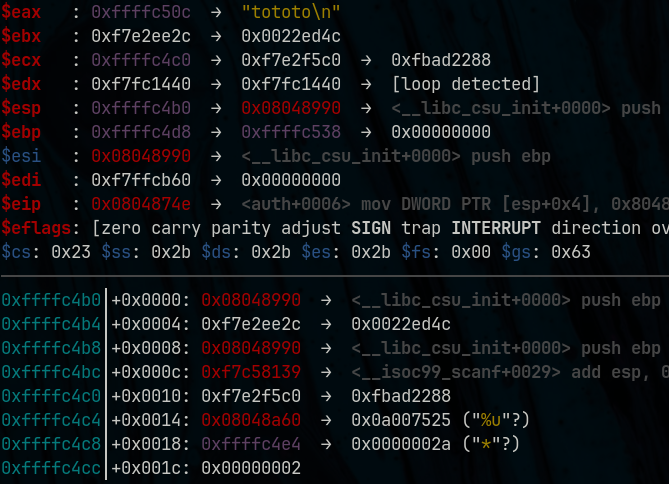 $eax   : 0xffffc50c  →  "tototo\n"
$ebx   : 0xf7e2ee2c  →  0x0022ed4c
$ecx   : 0xffffc4c0  →  0xf7e2f5c0  →  0xfbad2288
$edx   : 0xf7fc1440  →  0xf7fc1440  →  [loop detected]
$esp   : 0xffffc4b0  →  0x08048990  →  <__libc_csu_init+0000> push
$ebp   : 0xffffc4d8  →  0xffffc538  →  0x00000000
$esi   : 0x08048990  →  <__libc_csu_init+0000> push ebp
$edi   : 0xf7ffcb60  →  0x00000000
$eip   : 0x0804874e  →  <auth+0006> mov DWORD PTR [esp+0x4], 0x8048
$eflags: [zero carry parity adjust SIGN trap INTERRUPT direction ov
$cs: 0x23 $ss: 0x2b $ds: 0x2b $es: 0x2b $fs: 0x00 $gs: 0x63
0xffffc4b0│+0x0000: 0x08048990  →  <__libc_csu_init+0000> push ebp
0xffffc4b4│+0x0004: 0xf7e2ee2c  →  0x0022ed4c
0xffffc4b8│+0x0008: 0x08048990  →  <__libc_csu_init+0000> push ebp
0xffffc4bc│+0x000c: 0xf7c58139  →  <__isoc99_scanf+0029> add esp, 0
0xffffc4c0│+0x0010: 0xf7e2f5c0  →  0xfbad2288
0xffffc4c4│+0x0014: 0x08048a60  →  0x0a007525 ("%u"?)
0xffffc4c8│+0x0018: 0xffffc4e4  →  0x0000002a ("*"?)
0xffffc4cc│+0x001c: 0x00000002